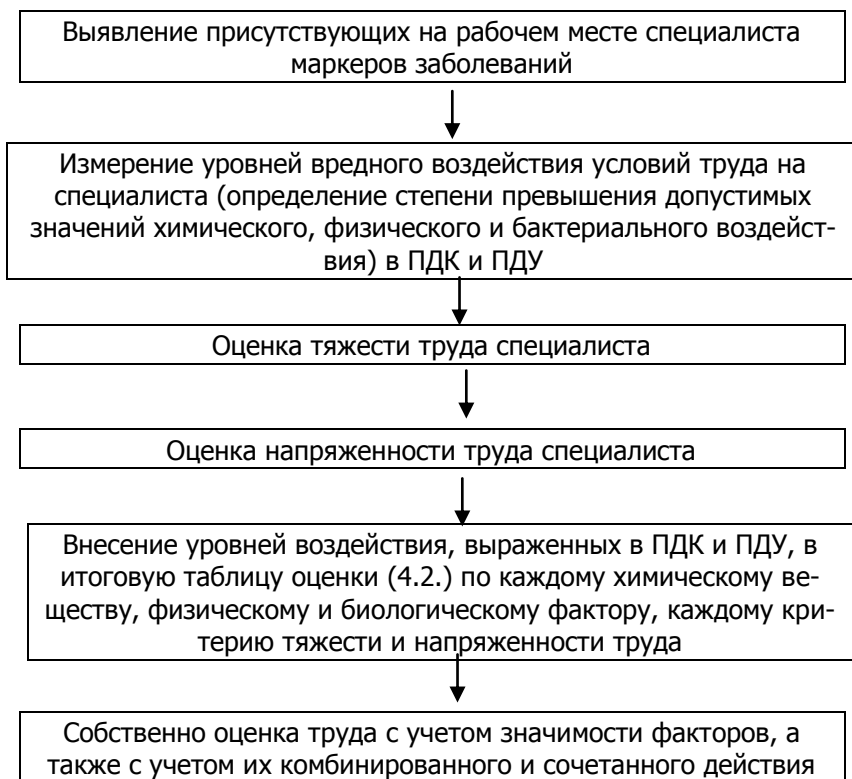 Выявление присутствующих на рабочем месте специалиста
маркеров заболеваний
Измерение уровней вредного воздействия условий труда на
специалиста (определение степени превышения допустимых
значений химического, физического и бактериального воздейст-
вия) в ПДК и ПДУ
Оценка тяжести труда специалиста
Оценка напряженности труда специалиста
Внесение уровней воздействия, выраженных в ПДК и ПДУ, в
итоговую таблицу оценки (4.2.) по каждому химическому ве-
ществу, физическому и биологическому фактору, каждому кри-
терию тяжести и напряженности труда
Собственно оценка труда с учетом значимости факторов, а
также с учетом их комбинированного и сочетанного действия